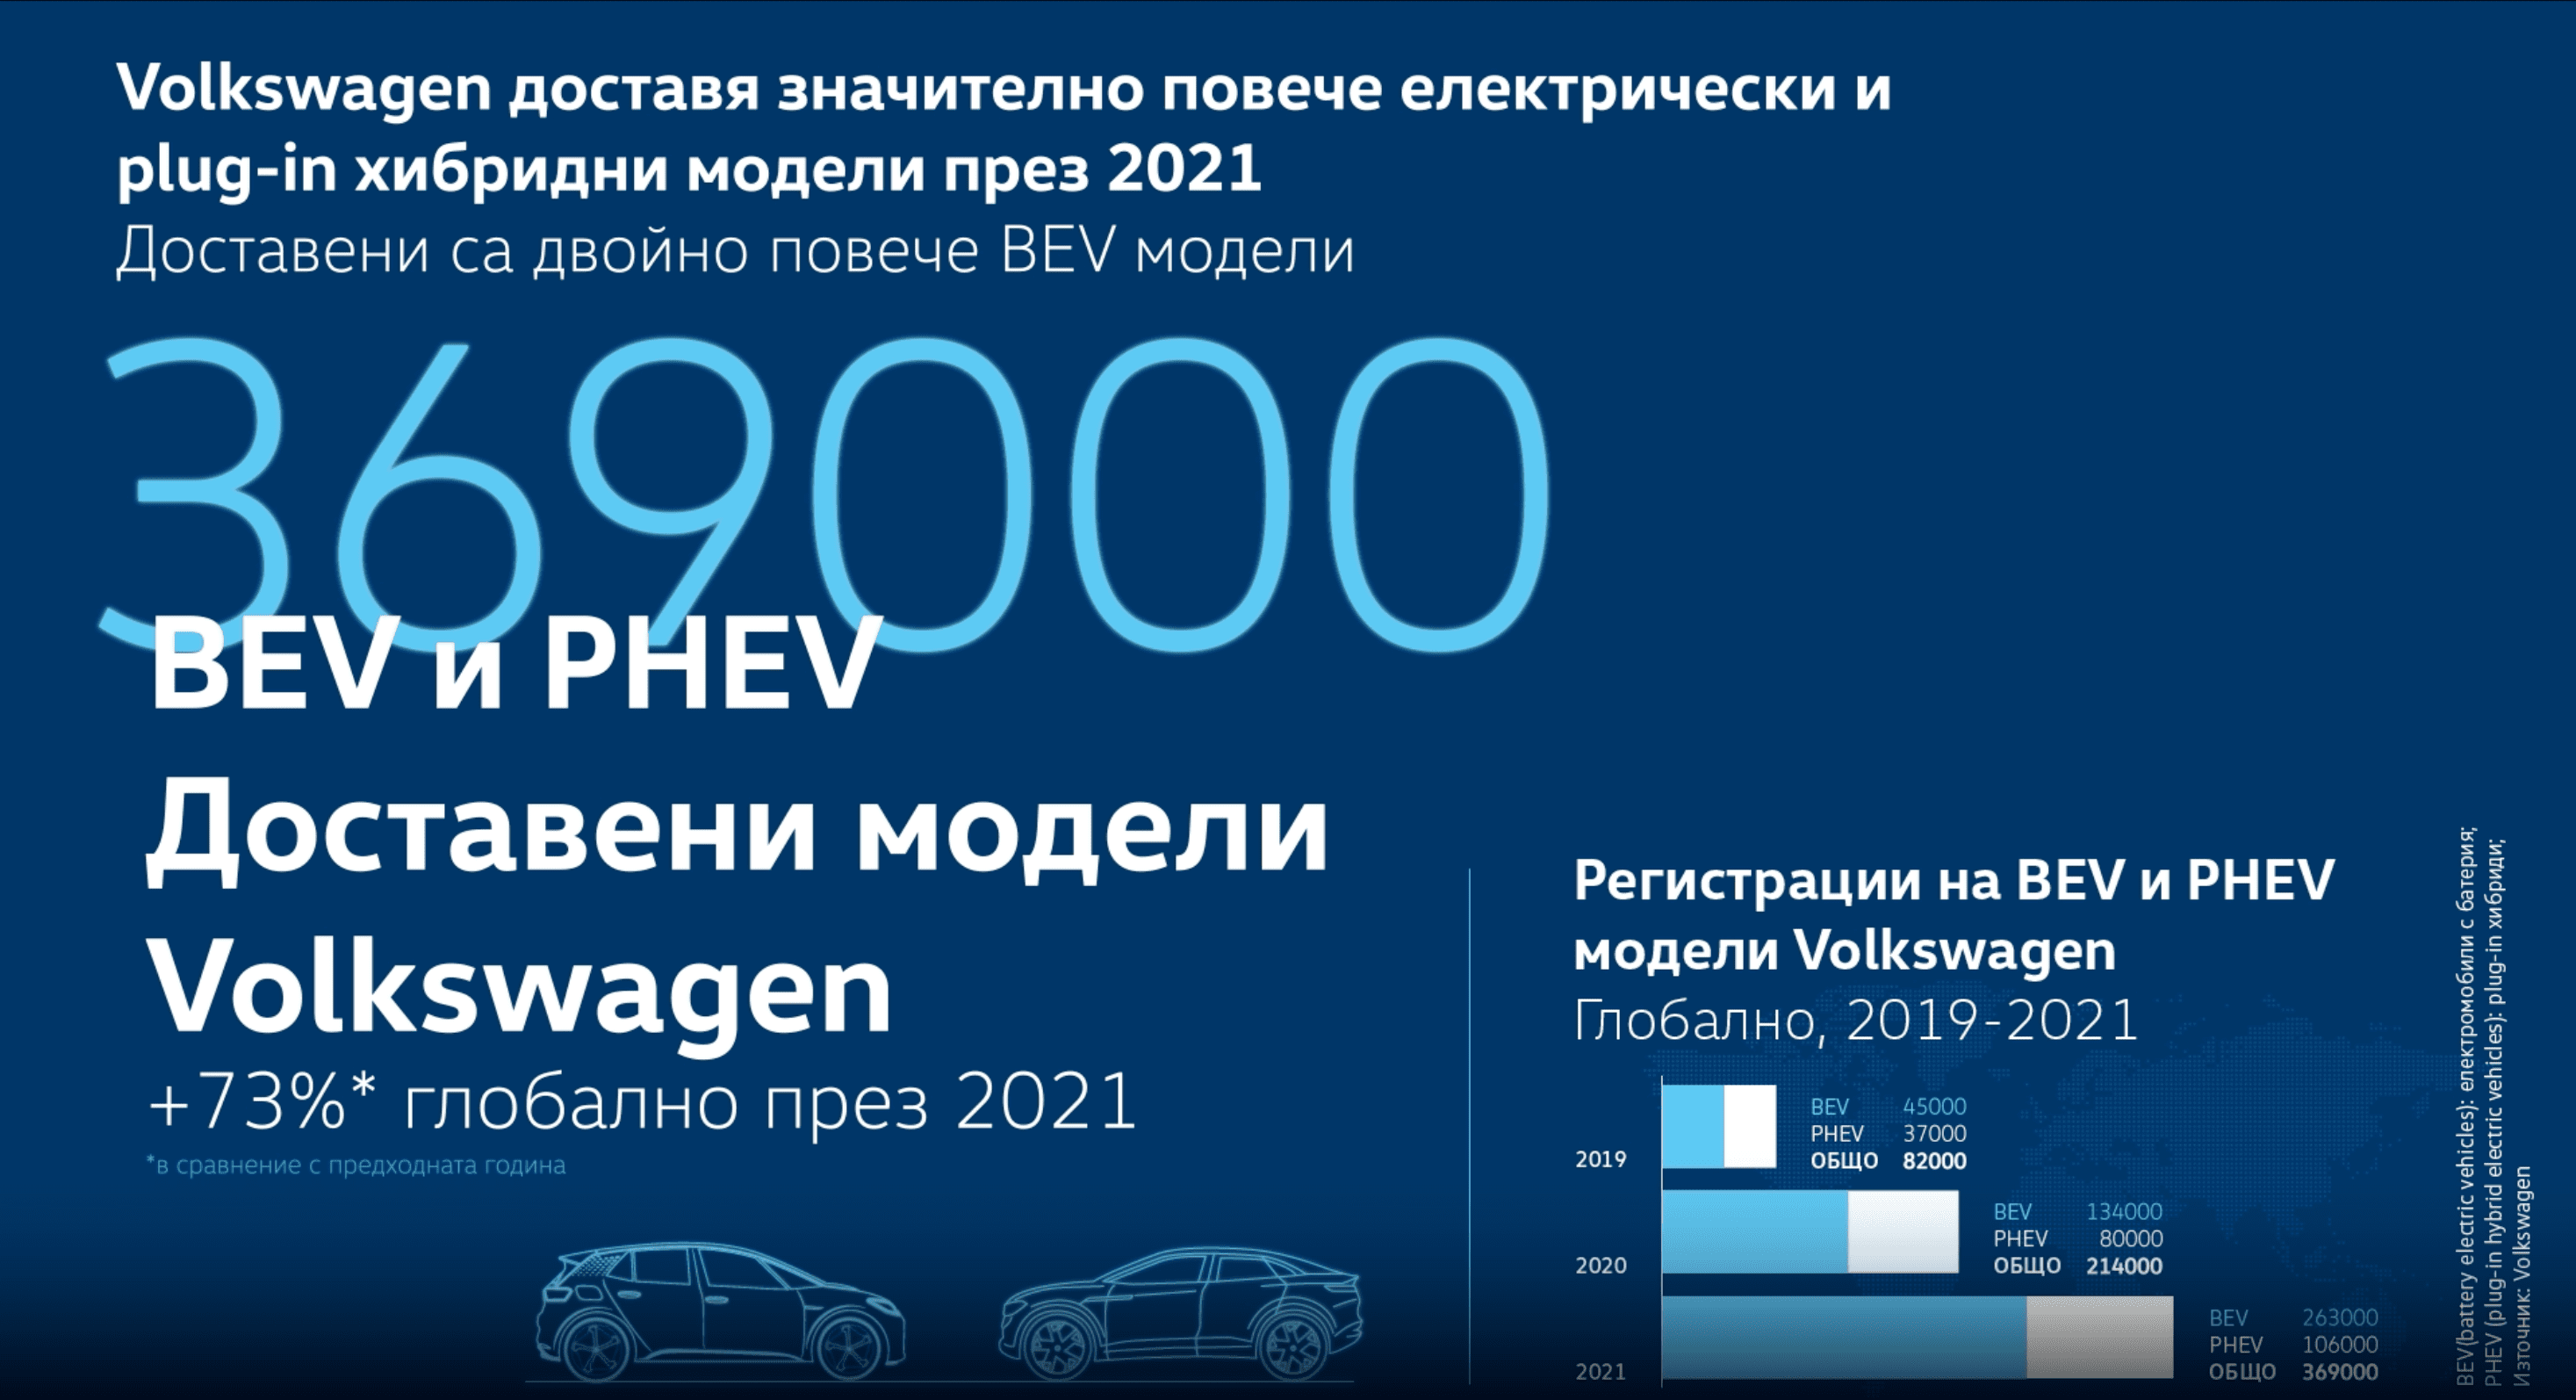 Volkswagen доставя значително повече електрически и
plug-in хибридни модели през 2021
Доставени са двойно повече BEV модели
369000
BEV и PHEV
Доставени модели
Volkswagen
+73%* глобално през 2021
*в сравнение с предходната година
Регистрации на BEV и PHEV
модели Volkswagen
Глобално, 2019-2021
2019
BEV 45000
PHEV 37000
ОБЩО 82000
2020
BEV 134000
PHEV 80000
ОБЩО 214000
2021
BEV 263000
PHEV 106000
ОБЩО 369000
BEV(battery electric vehicles): електромобили с батерия;
PHEV (plug-in hybrid electric vehicles): plug-in хибриди;
Източник: Volkswagen